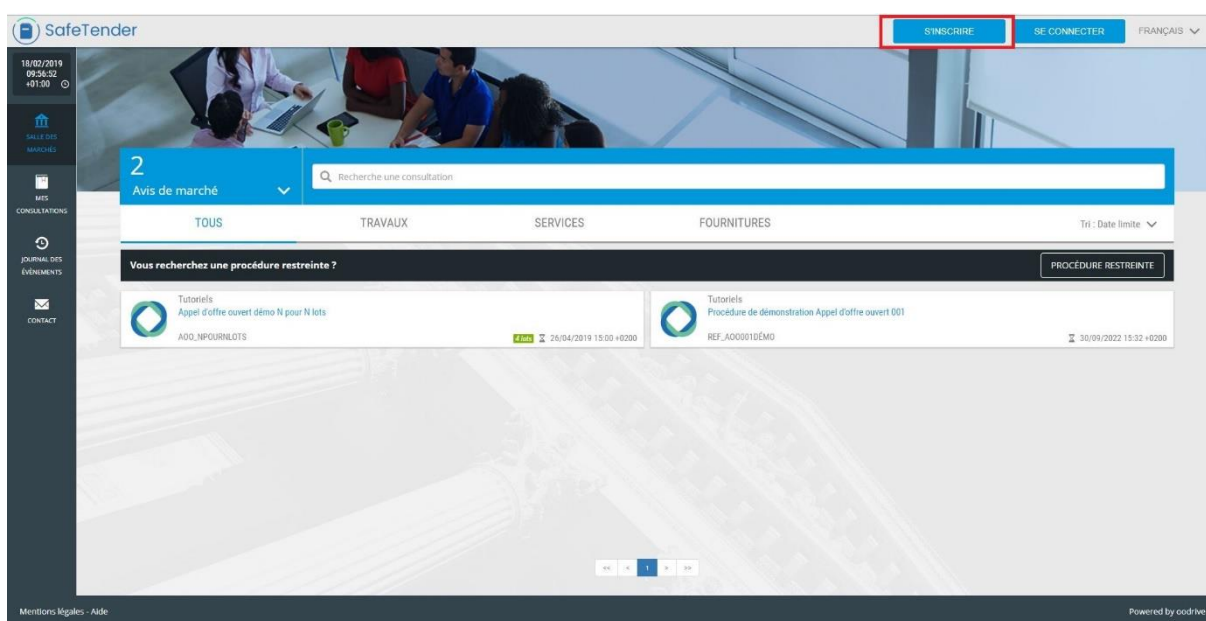 SafeTender
S'INSCRIRE
SE CONNECTER
FRANÇAIS
18/02/2019
09:56:52
+01:00
SALLE DES
MARCHÉS
MES
CONSULTATIONS
JOURNAL DES
ÉVÈNEMENTS
CONTACT
2
Avis de marché
Recherche une consultation
TOUS
TRAVAUX
SERVICES
FOURNITURES
Tri : Date limite
Vous recherchez une procédure restreinte ?
PROCÉDURE RESTREINTE
Tutoriels
Appel d'offre ouvert démo N pour N lots
AOO_NPOURNLOTS
4 lots
26/04/2019 15:00 +0200
Tutoriels
Procédure de démonstration Appel d'offre ouvert 001
REF_AOO001DÉMO
30/09/2022 15:32 +0200
<< < 1 > >>
Mentions légales - Aide
Powered by oodrive